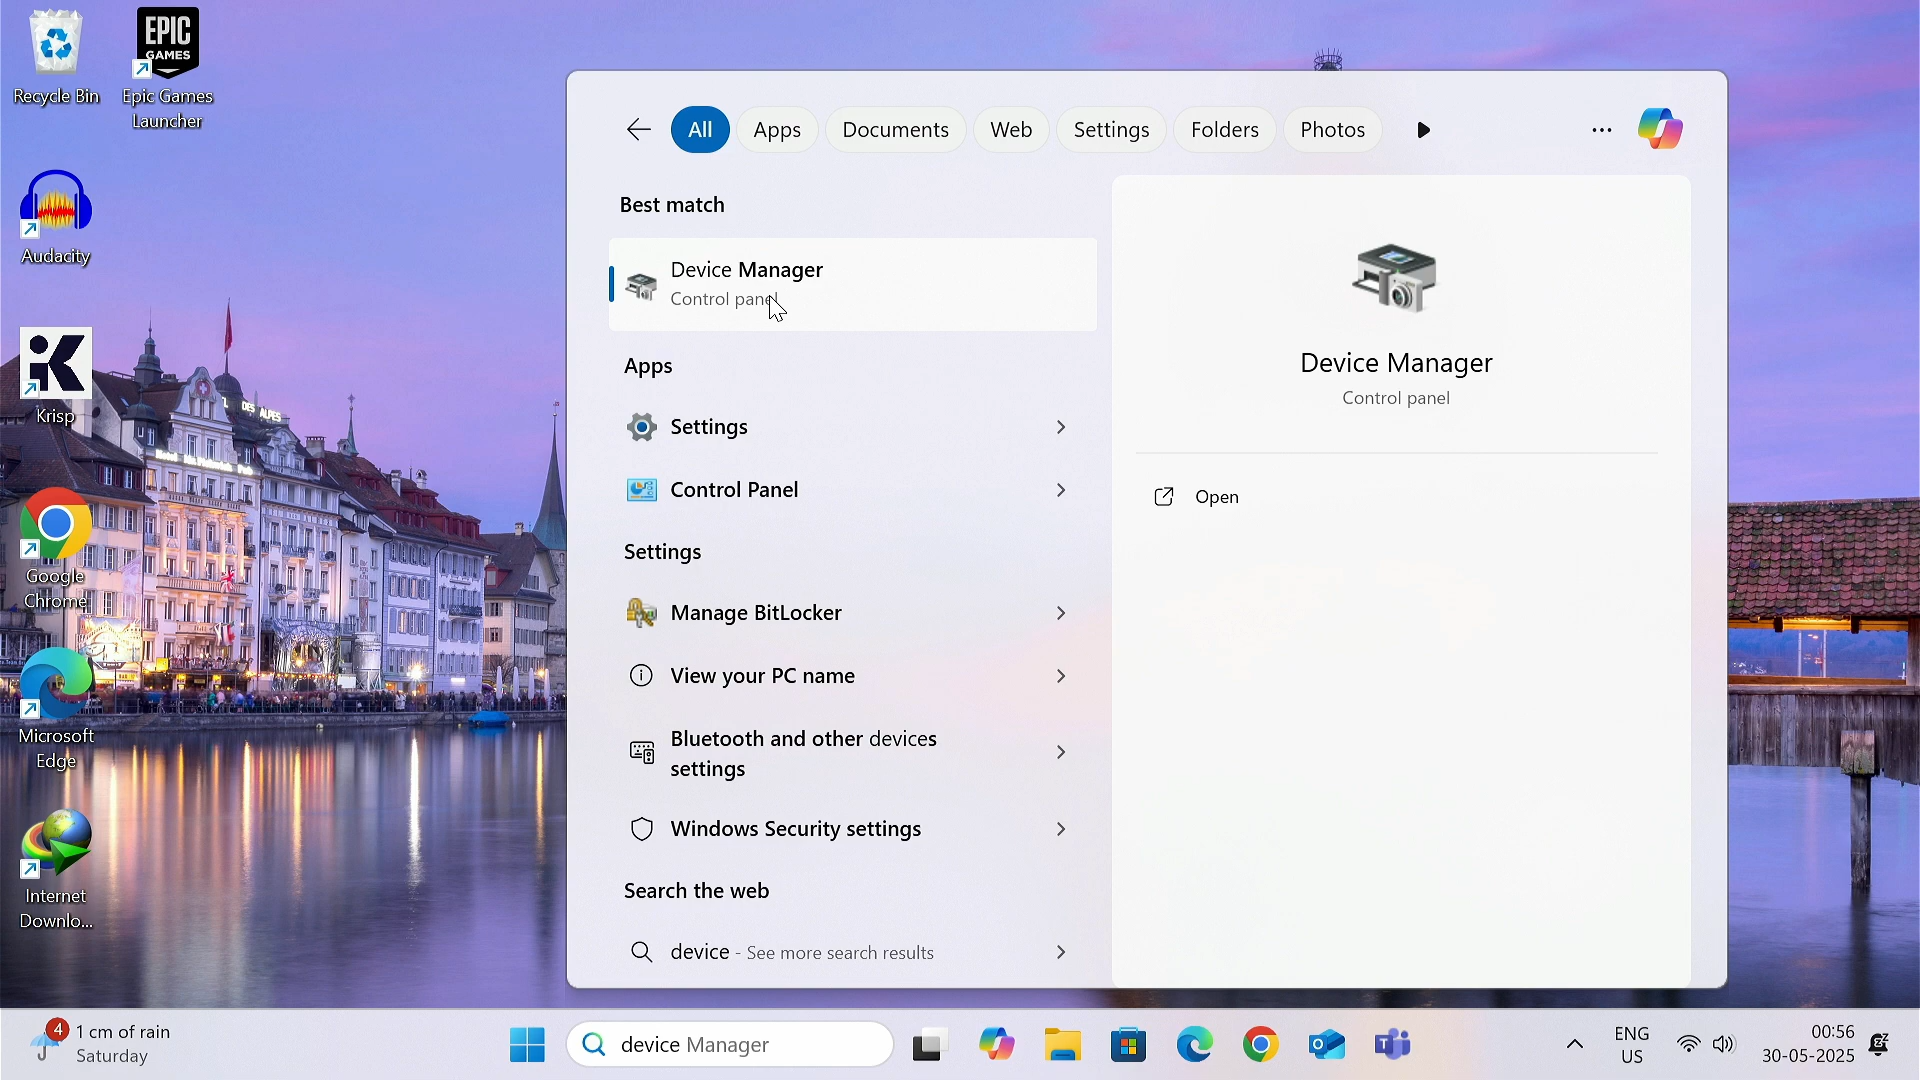 Recycle Bin
EPIC
GAMES
Epic Games
Launcher
Audacity
Krisp
Google
Chrome
Microsoft
Edge
Internet
Downlo...
DES ALPES
All
Apps
Documents
Web
Settings
Folders
Photos
Best match
Device Manager
Control panel
Apps
Settings
Control Panel
Settings
Manage BitLocker
View your PC name
Bluetooth and other devices
settings
Windows Security settings
Search the web
device - See more search results
Device Manager
Control panel
Open
4
1 cm of rain
Saturday
device Manager
ENG
US
00:56
30-05-2025